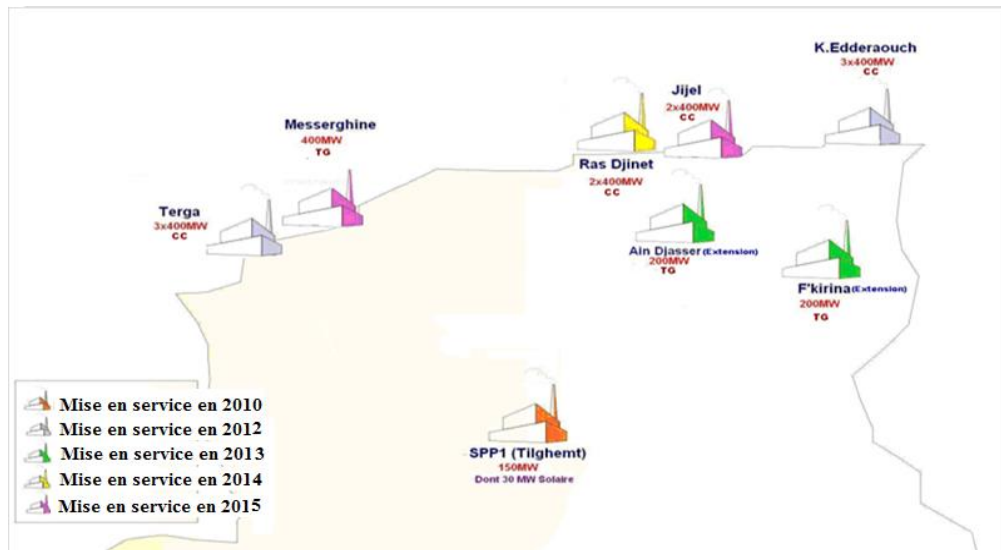 K.Edderaouch
3x400MW
CC
Jijel
2x400MW
CC
Messerghine
400MW
TG
Ras Djinet
2x400MW
CC
Terga
3x400MW
CC
Ain Djasser (Extension)
200MW
TG
F'kirina (Extension)
200MW
TG
SPP1 (Tilghemt)
150MW
Dont 30 MW Solaire
Mise en service en 2010
Mise en service en 2012
Mise en service en 2013
Mise en service en 2014
Mise en service en 2015